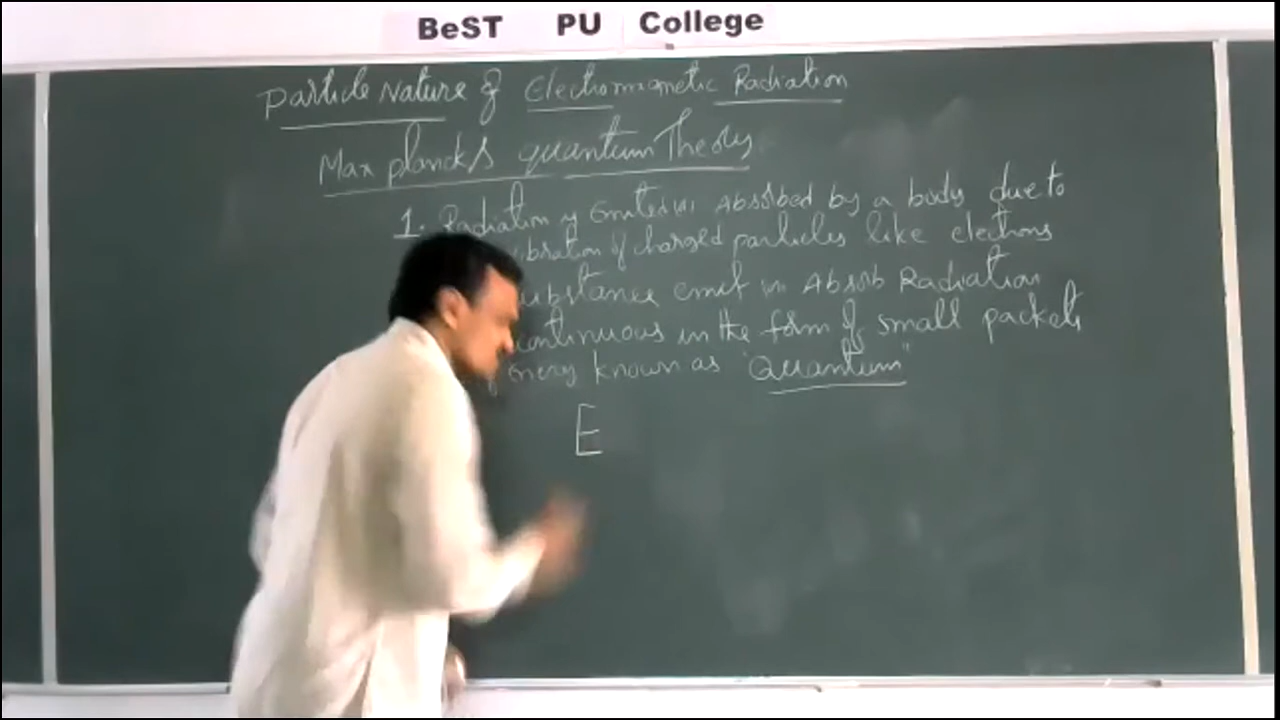 BeST PU College
Particle Nature of Electromagnetic Radiation
Max planck's quantum Theory
1. Radiation is Emitted or Absorbed by a body due to
vibration of charged particles like electrons
ubstance emit or Absorb Radiation
continuous in the form of small packets
of Energy known as "Quantum"
E